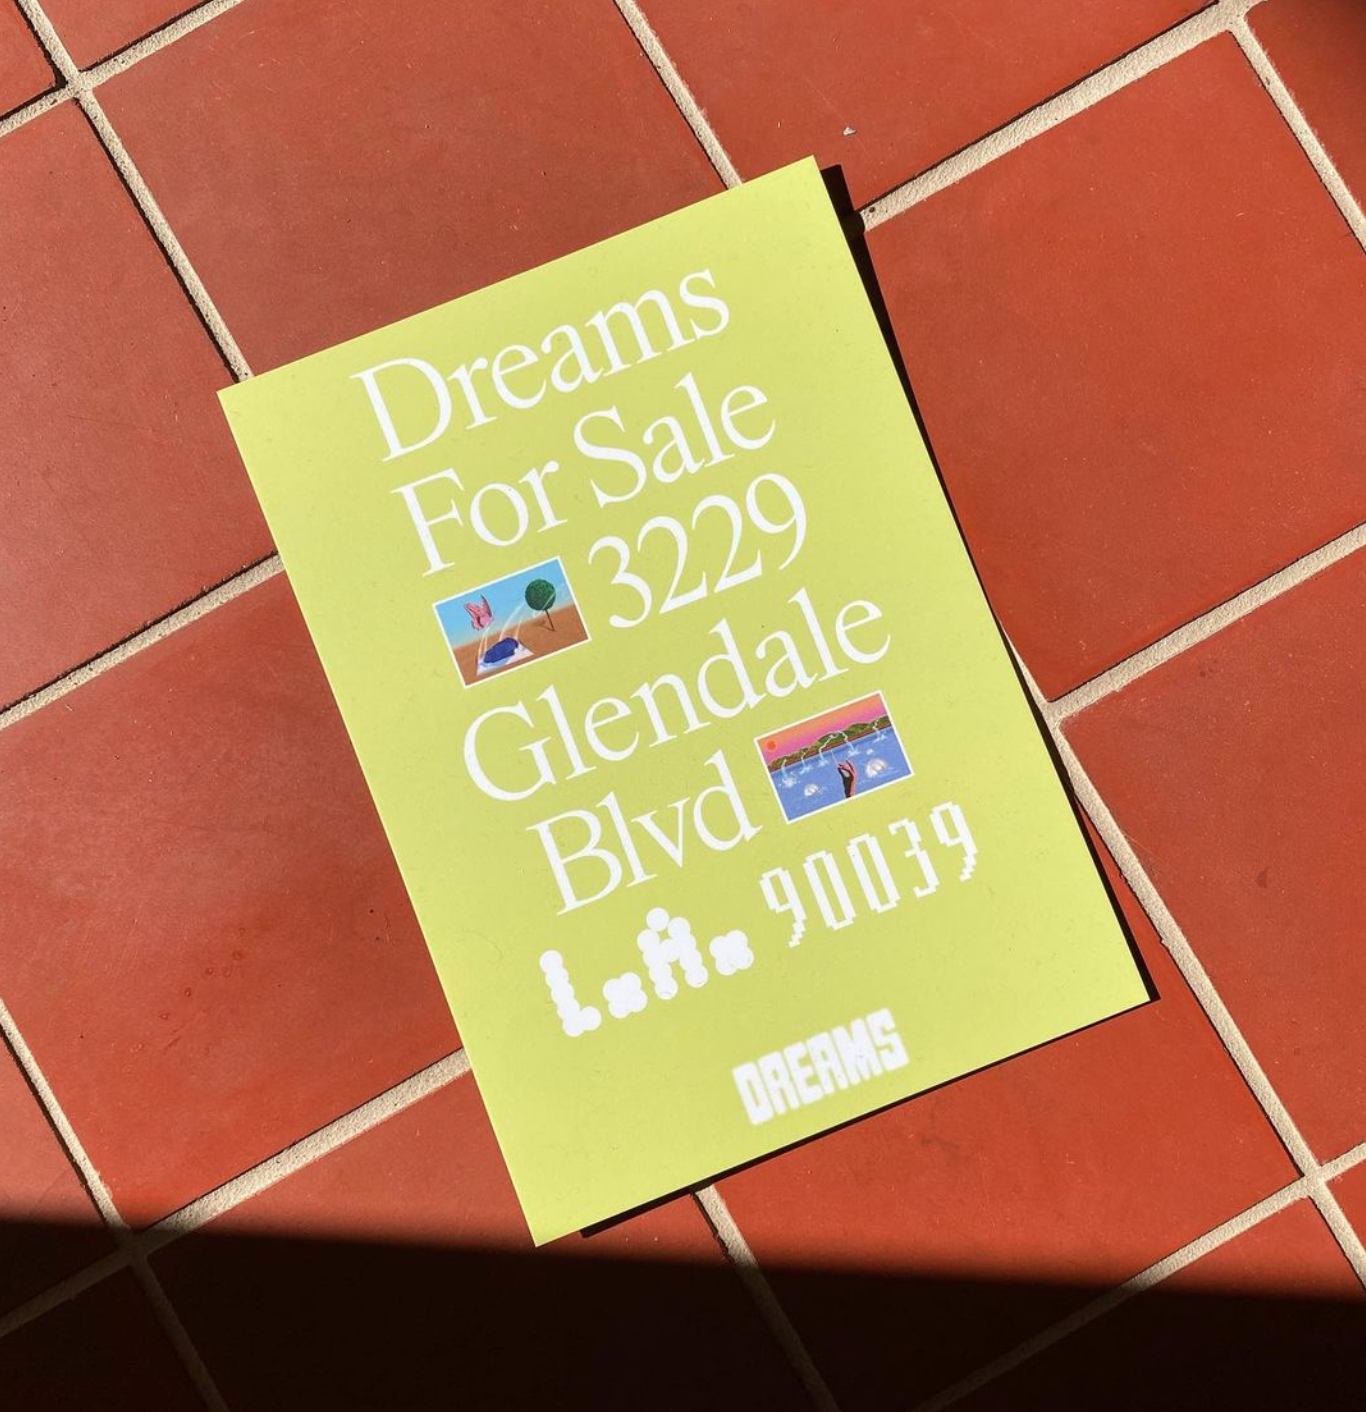 Dreams
For Sale
3229
Glendale
Blvd
L.A. 90039
DREAMS